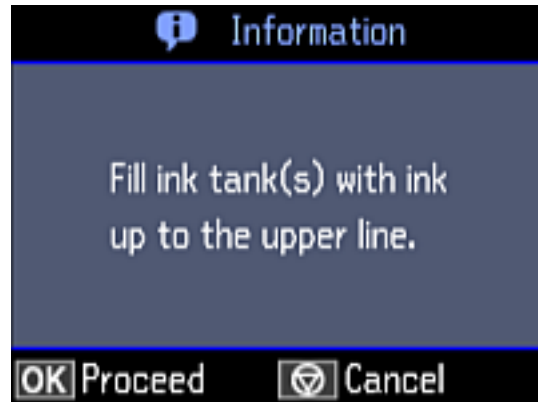 Information
Fill ink tank(s) with ink
up to the upper line.
OK Proceed Cancel